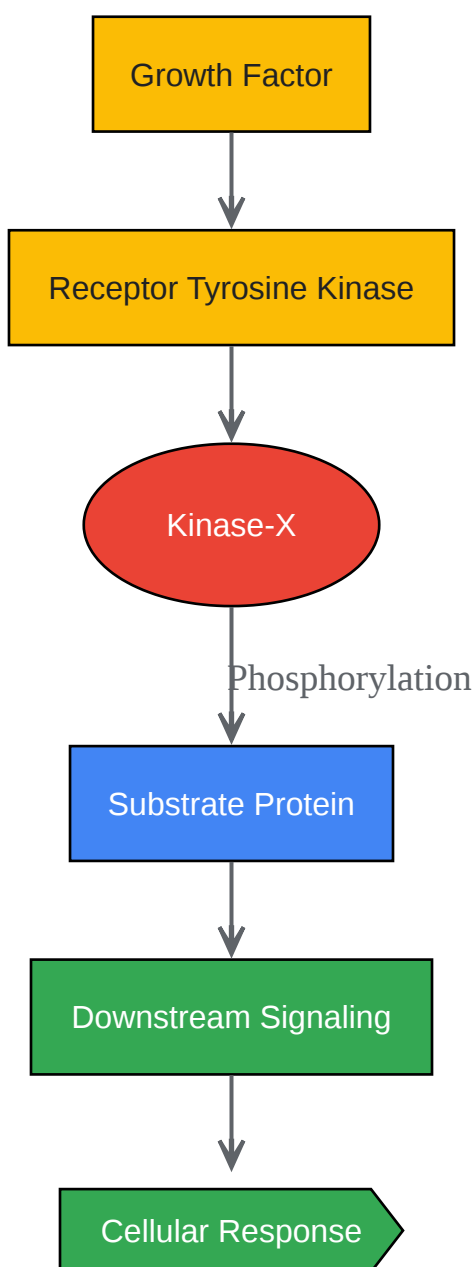 Growth Factor
Receptor Tyrosine Kinase
Kinase-X
Phosphorylation
Substrate Protein
Downstream Signaling
Cellular Response